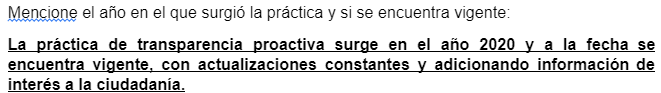 Mencione el año en el que surgió la práctica y si se encuentra vigente:
La práctica de transparencia proactiva surge en el año 2020 y a la fecha se
encuentra vigente, con actualizaciones constantes y adicionando información de
interés a la ciudadanía.